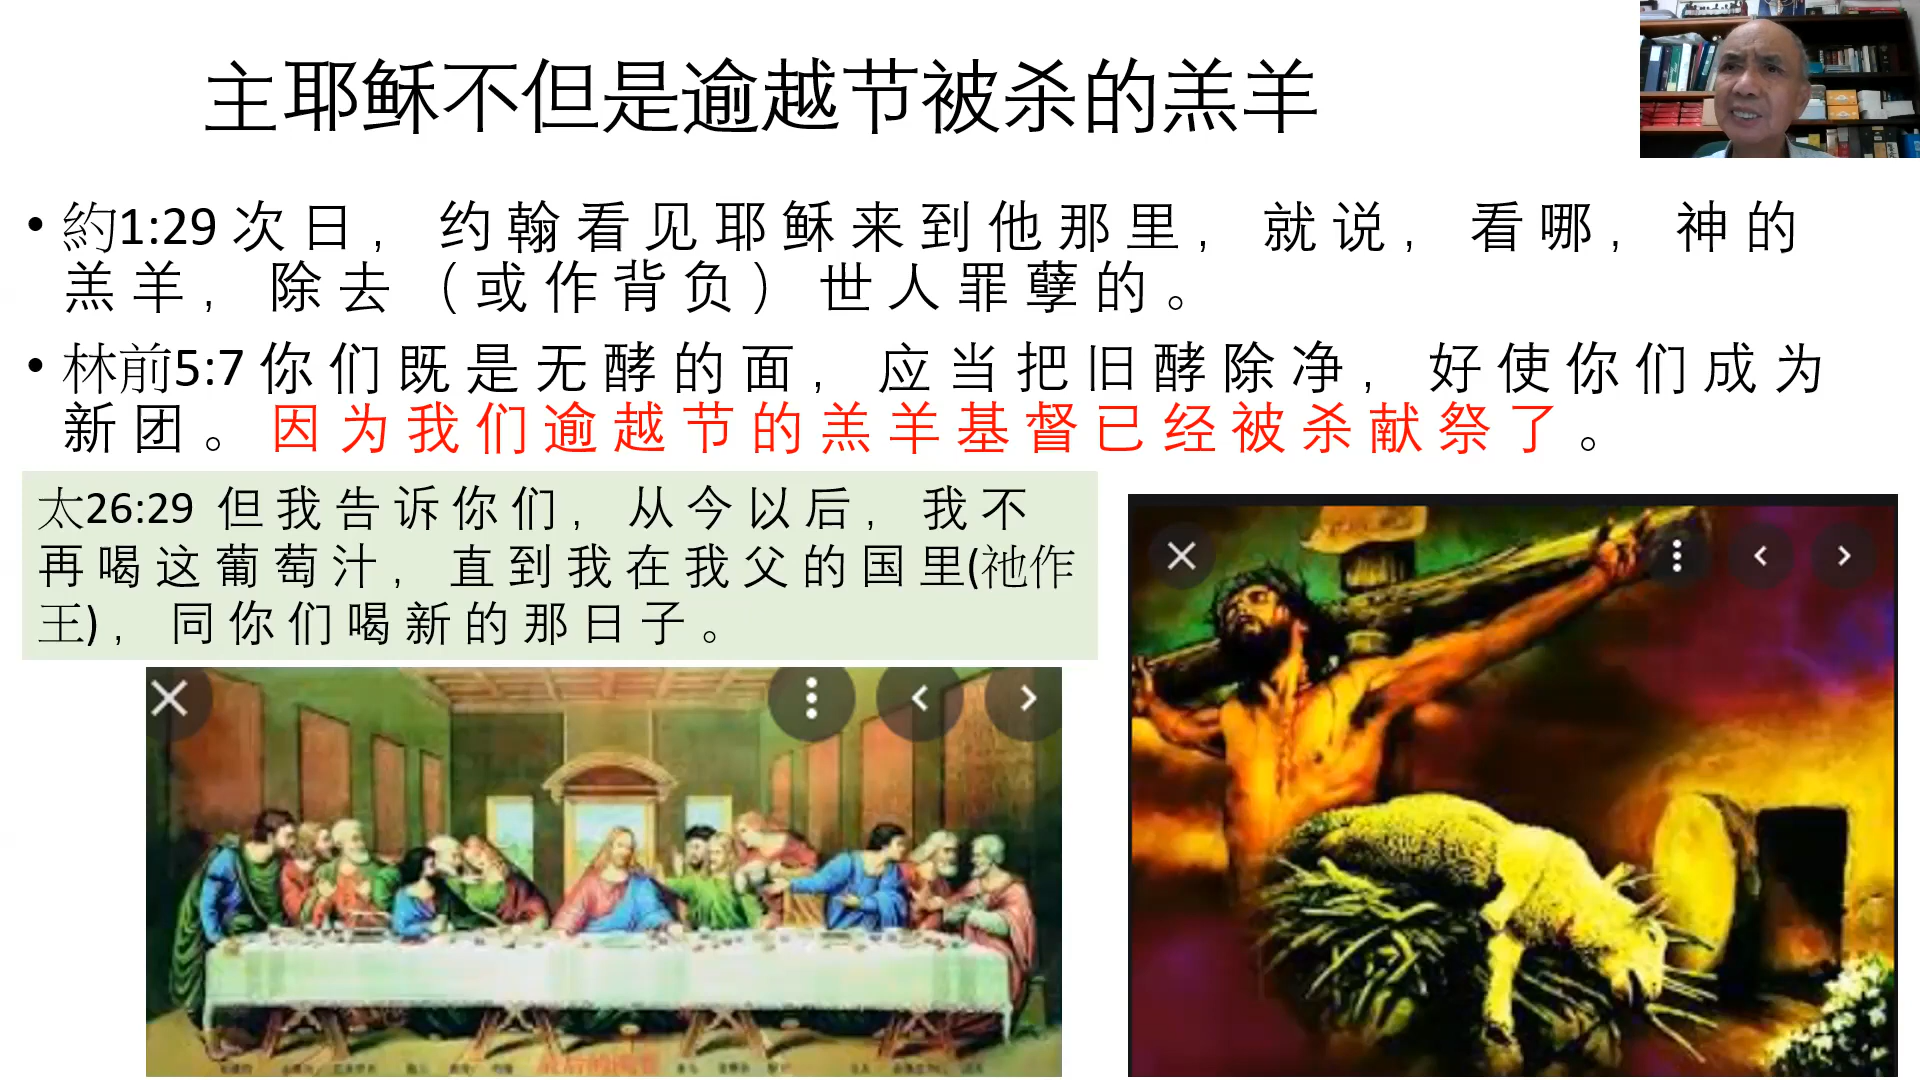 主耶稣不但是逾越节被杀的羔羊
• 約1:29 次日，约翰看见耶稣来到他那里，就说，看哪，神的
羔羊，除去（或作背负）世人罪孽的。
• 林前5:7 你们既是无酵的面，应当把旧酵除净，好使你们成为
新团。因为我们逾越节的羔羊基督已经被杀献祭了。
太26:29 但我告诉你们，从今以后，我不
再喝这葡萄汁，直到我在我父的国里(祂作
王)，同你们喝新的那日子。